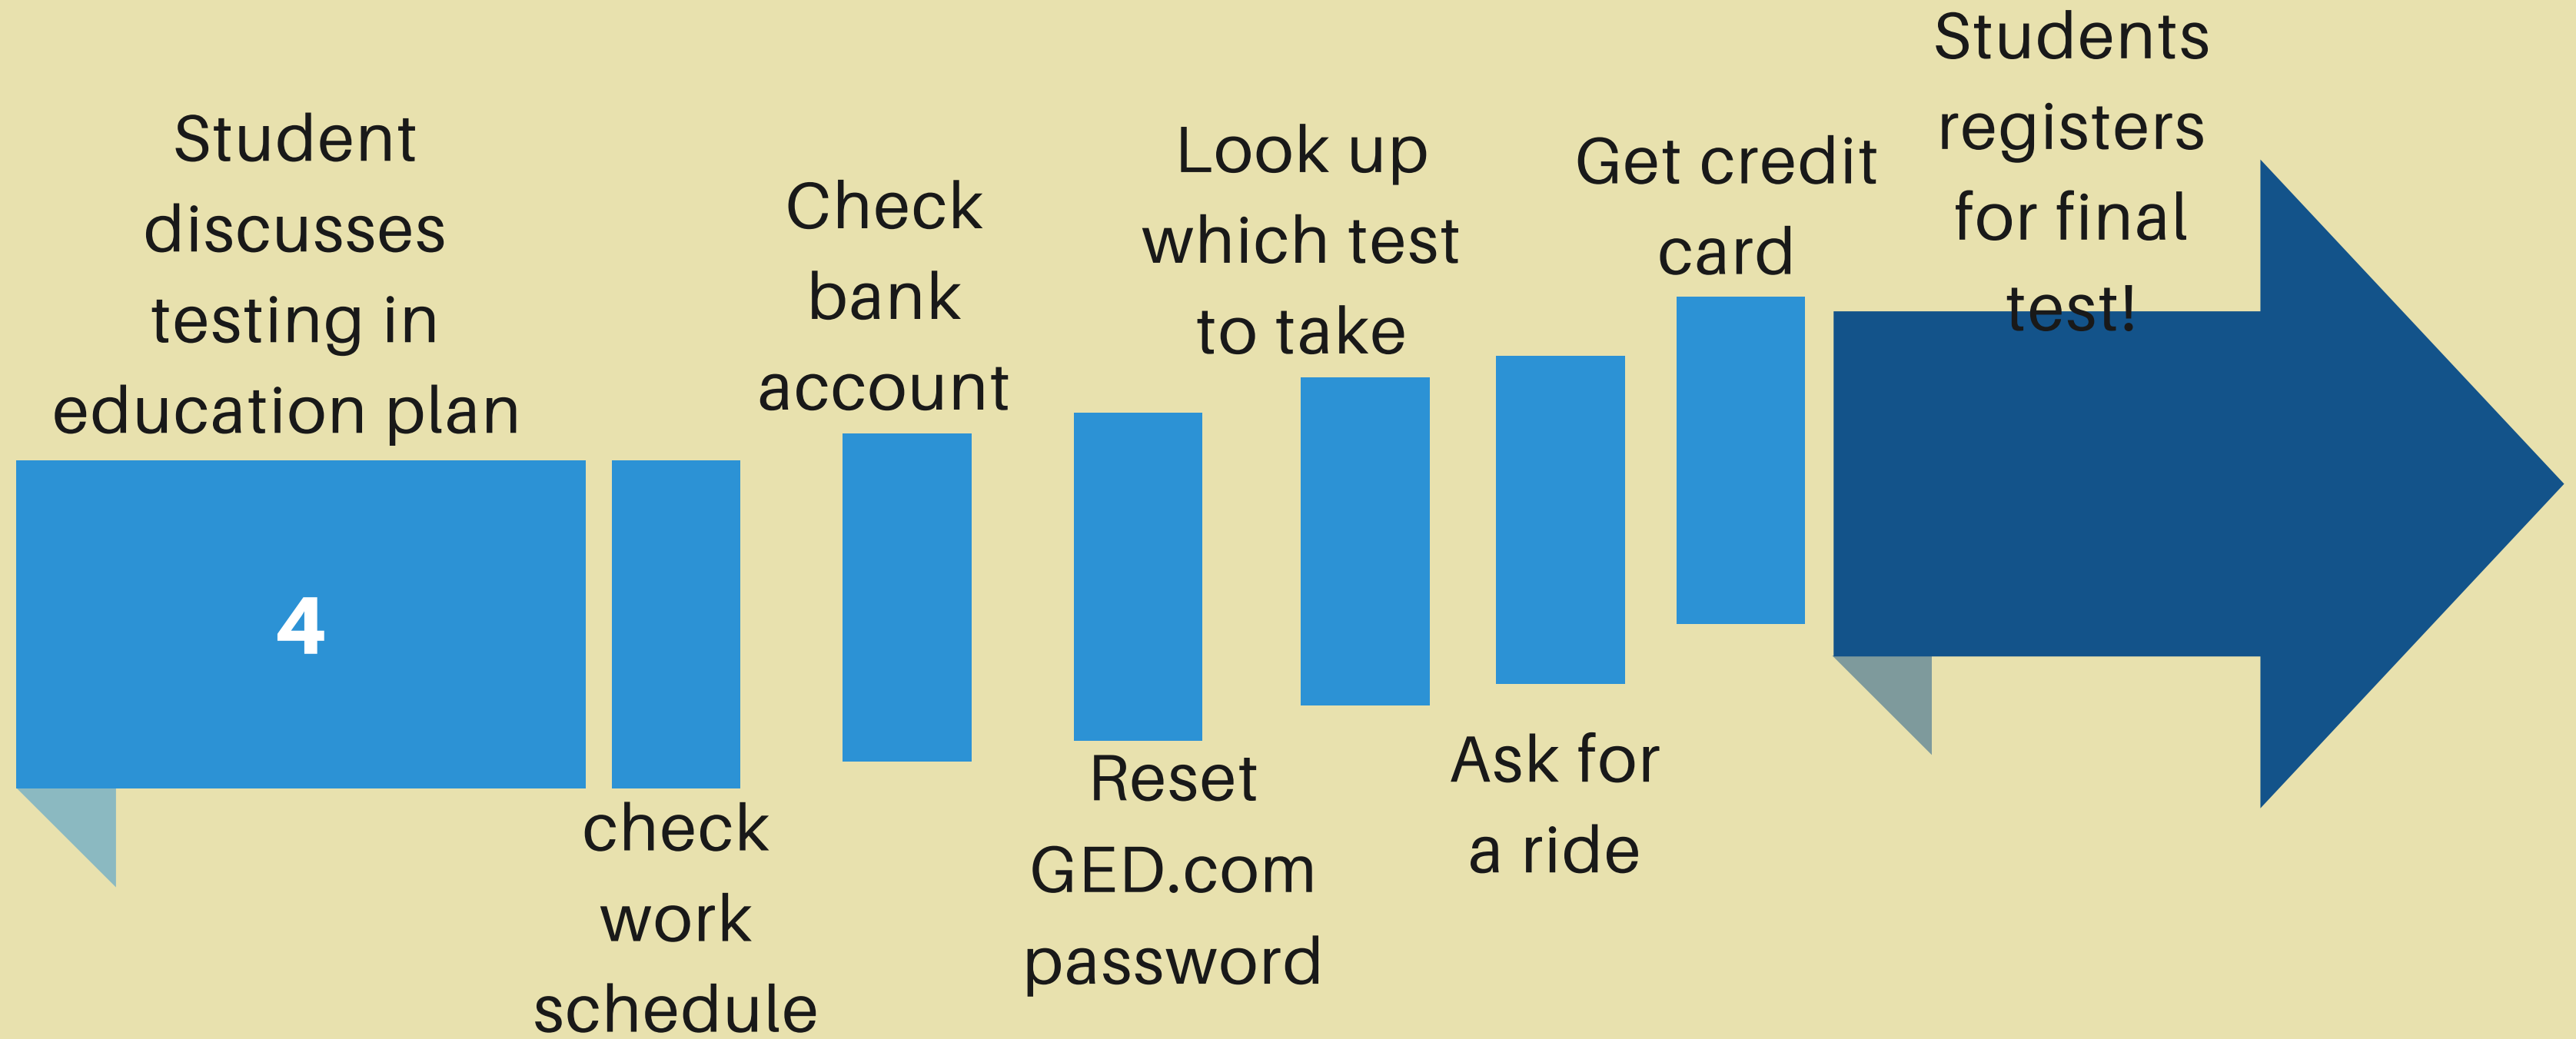 Student
discusses
testing in
education plan
4
check
work
schedule
Check
bank
account
Reset
GED.com
password
Look up
which test
to take
Ask for
a ride
Get credit
card
Students
registers
for final
test!